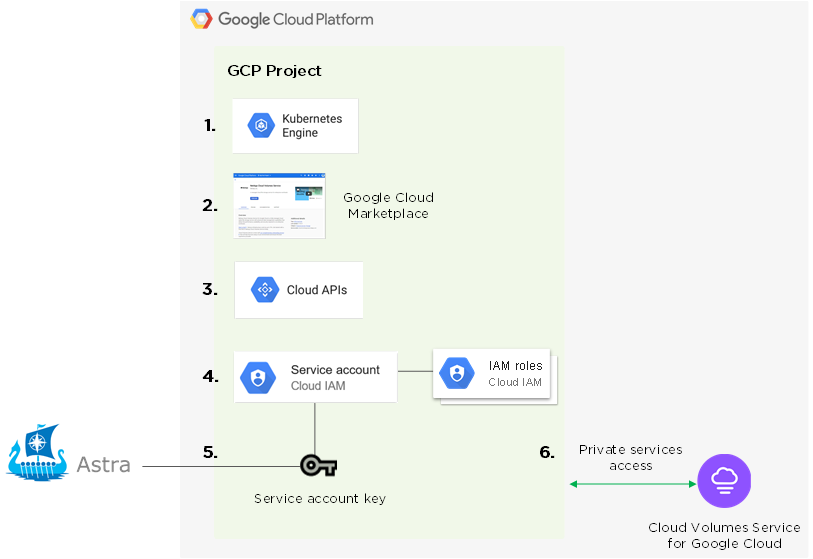 Google Cloud Platform
GCP Project
1.
Kubernetes
Engine
2.
Google Cloud
Marketplace
3.
Cloud APIs
4.
Service account
Cloud IAM
IAM roles
Cloud IAM
5.
Astra
Service account key
6.
Private services
access
Cloud Volumes Service
for Google Cloud